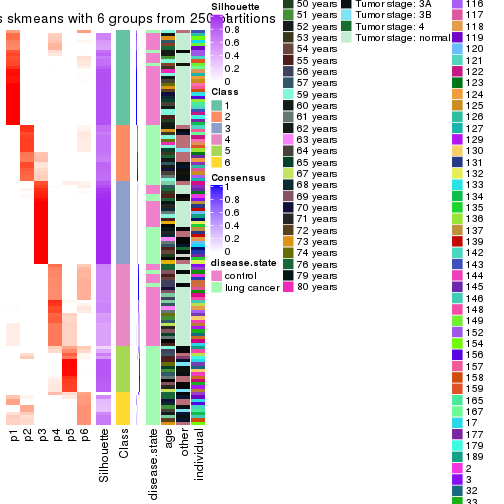 s skmeans with 6 groups from 250 partitions
p1
p2
p3
p4
p5
p6
Silhouette
Class
disease.state
age
other
individual
Silhouette
1
0.8
0.6
0.4
0.2
0
Class
1
2
3
4
5
6
Consensus
1
0.8
0.6
0.4
0.2
0
disease.state
control
lung cancer
50 years
51 years
52 years
53 years
54 years
55 years
56 years
57 years
59 years
60 years
61 years
62 years
63 years
64 years
65 years
67 years
68 years
69 years
70 years
71 years
72 years
73 years
74 years
76 years
79 years
80 years
Tumor stage: 3A
Tumor stage: 3B
Tumor stage: 4
Tumor stage: normal
116
117
118
119
120
121
122
123
124
125
126
127
129
130
131
132
133
134
135
136
137
139
142
143
144
145
146
148
149
152
154
156
157
158
159
165
167
17
177
179
189
2
3
32
33